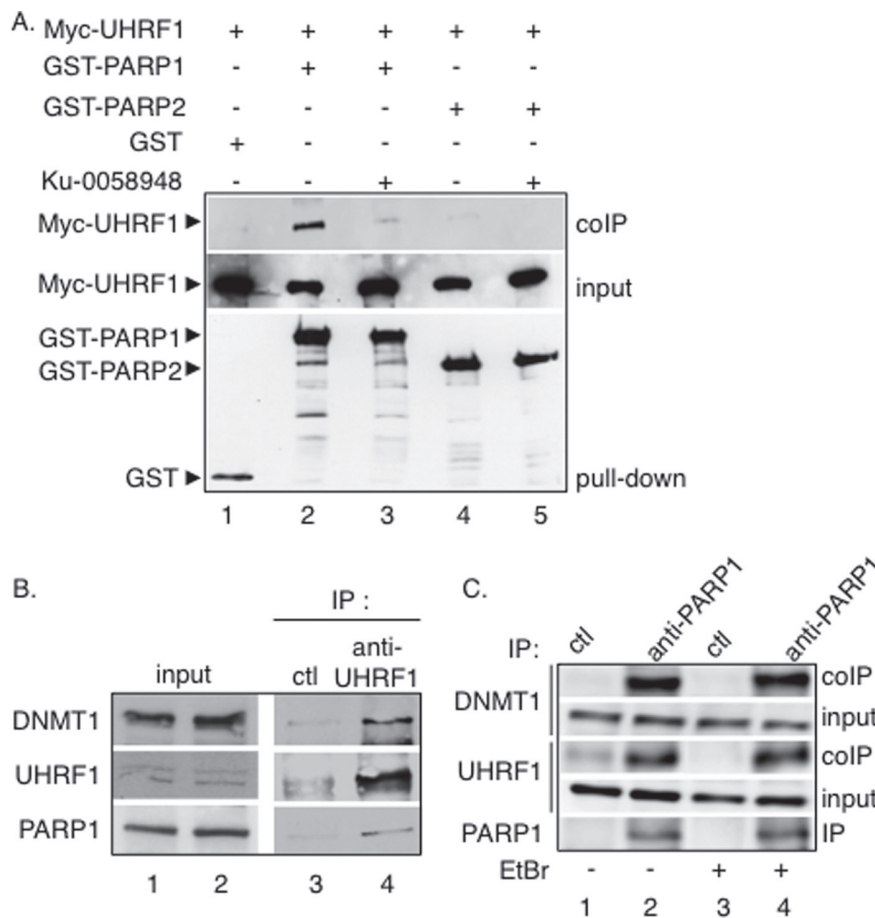 A. Myc-UHRF1 + + + + +
GST-PARP1 - + + - -
GST-PARP2 - - - + +
GST + - - - -
Ku-0058948 - - + - +
Myc-UHRF1 coIP
Myc-UHRF1 input
GST-PARP1
GST-PARP2
GST pull-down
1 2 3 4 5
B.
IP :
input ctl anti-UHRF1
DNMT1
UHRF1
PARP1
1 2 3 4
C.
IP: ctl anti-PARP1 ctl anti-PARP1
DNMT1 coIP
input
UHRF1 coIP
input
PARP1 IP
EtBr - - + +
1 2 3 4